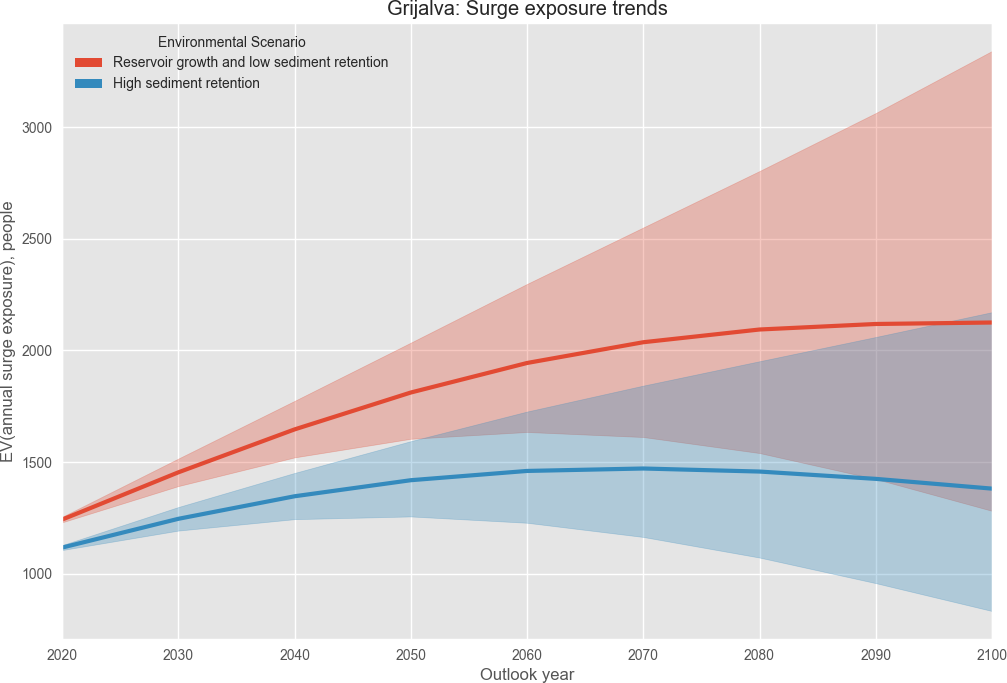 Grijalva: Surge exposure trends
Environmental Scenario
Reservoir growth and low sediment retention
High sediment retention
EV(annual surge exposure), people
3000
2500
2000
1500
1000
2020 2030 2040 2050 2060 2070 2080 2090 2100
Outlook year